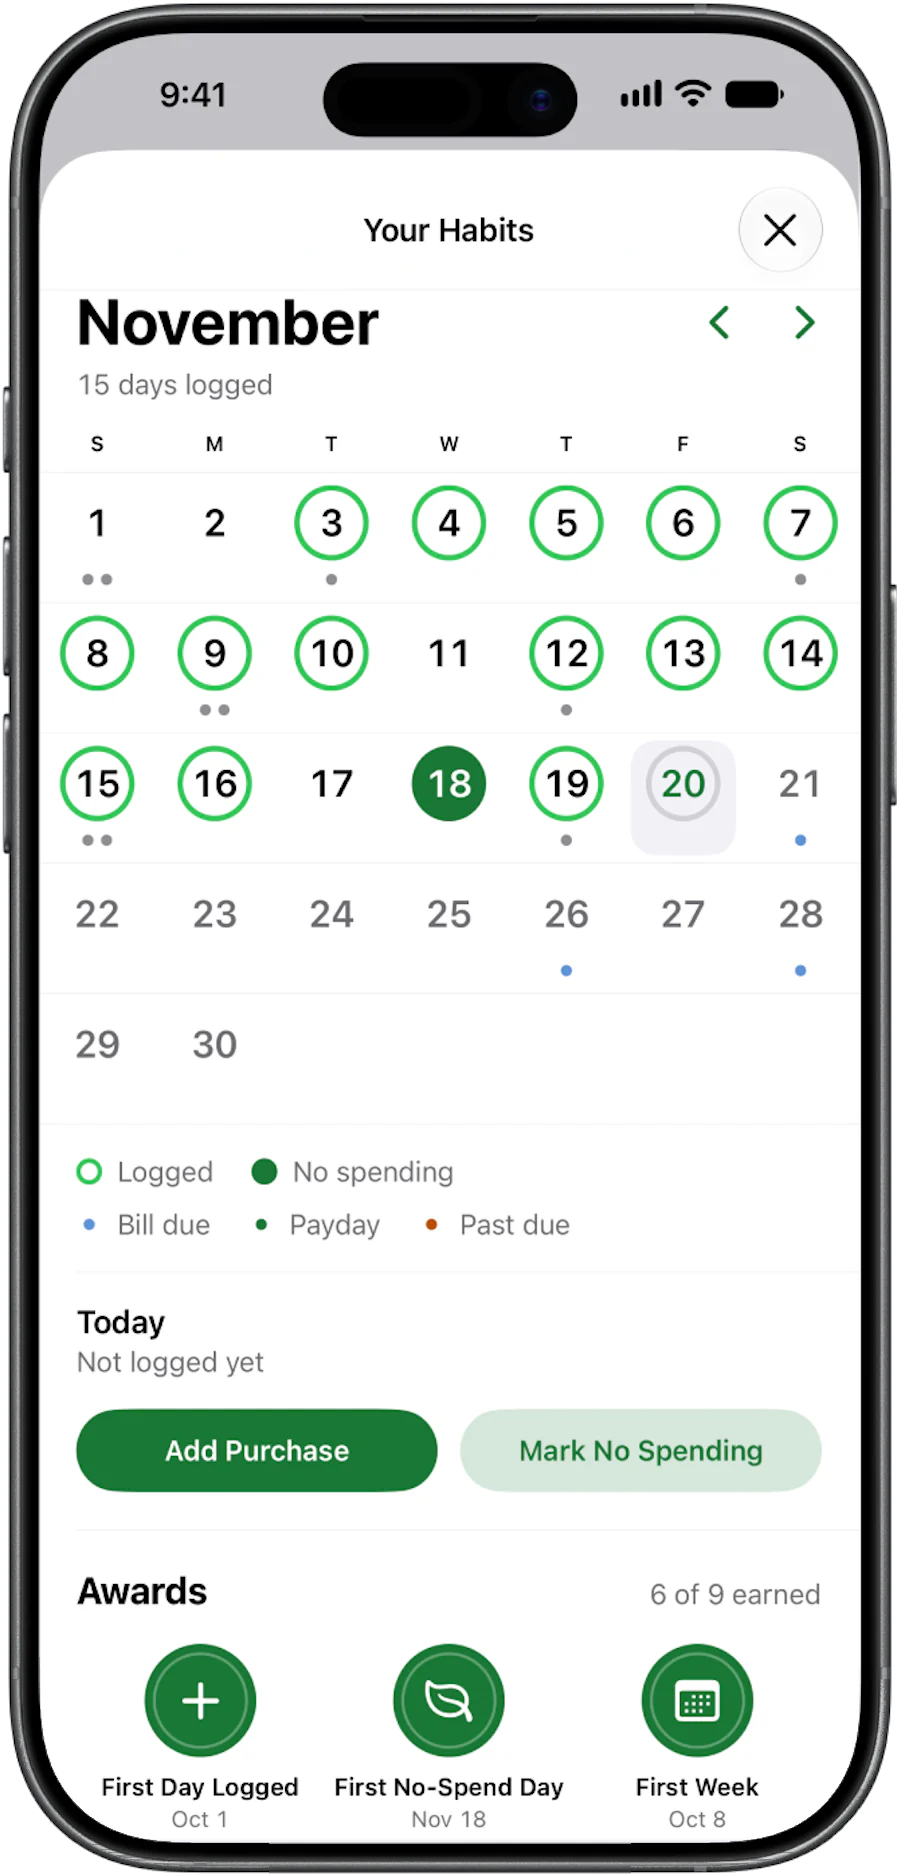 9:41
Your Habits
November
15 days logged
S M T W T F S
1 2 3 4 5 6 7
8 9 10 11 12 13 14
15 16 17 18 19 20 21
22 23 24 25 26 27 28
29 30
Logged No spending
Bill due Payday Past due
Today
Not logged yet
Add Purchase Mark No Spending
Awards 6 of 9 earned
First Day Logged First No-Spend Day First Week
Oct 1 Nov 18 Oct 8